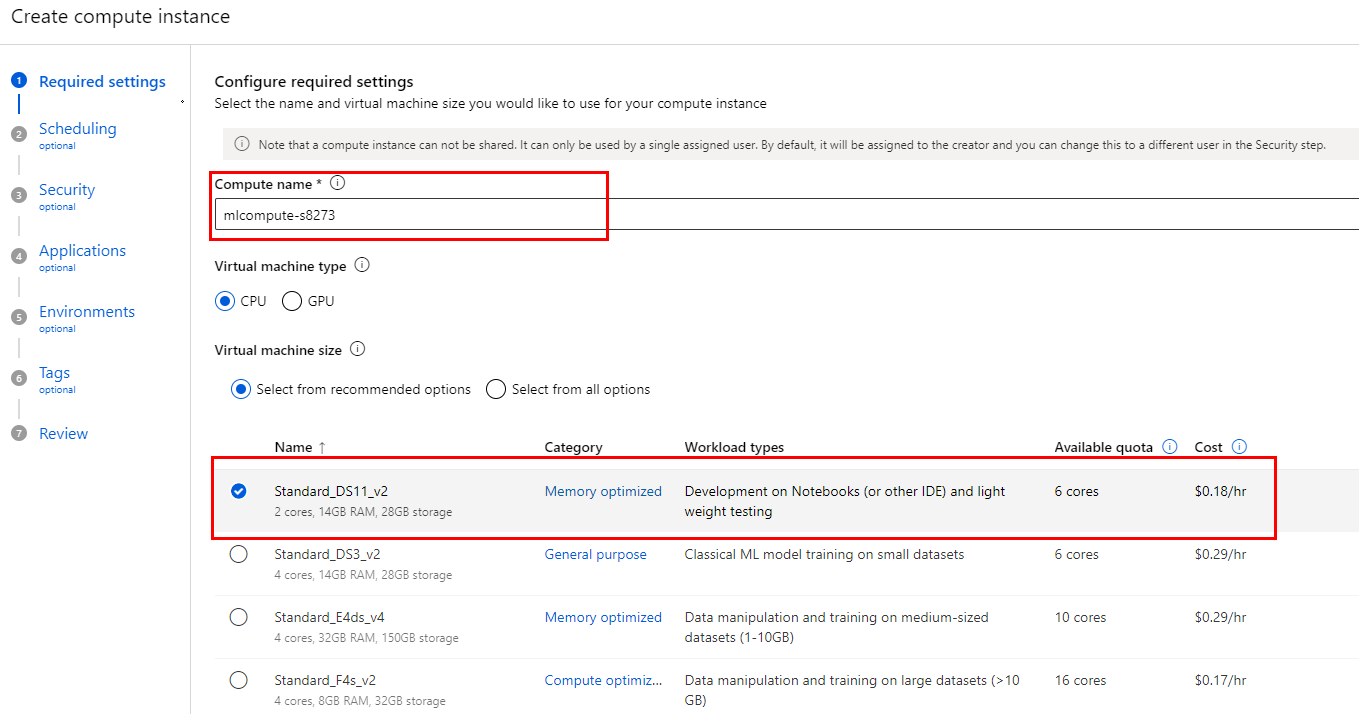 Create compute instance
1 Required settings
2 Scheduling
optional
3 Security
optional
4 Applications
optional
5 Environments
optional
6 Tags
optional
7 Review
Configure required settings
Select the name and virtual machine size you would like to use for your compute instance
Note that a compute instance can not be shared. It can only be used by a single assigned user. By default, it will be assigned to the creator and you can change this to a different user in the Security step.
Compute name *
mlcompute-s8273
Virtual machine type
CPU GPU
Virtual machine size
Select from recommended options Select from all options
Name ↑ Category Workload types Available quota Cost
Standard_DS11_v2 Memory optimized Development on Notebooks (or other IDE) and light 6 cores $0.18/hr
2 cores, 14GB RAM, 28GB storage weight testing
Standard_DS3_v2 General purpose Classical ML model training on small datasets 6 cores $0.29/hr
4 cores, 14GB RAM, 28GB storage
Standard_E4ds_v4 Memory optimized Data manipulation and training on medium-sized 10 cores $0.29/hr
4 cores, 32GB RAM, 150GB storage datasets (1-10GB)
Standard_F4s_v2 Compute optimiz... Data manipulation and training on large datasets (>10 16 cores $0.17/hr
4 cores, 8GB RAM, 32GB storage GB)